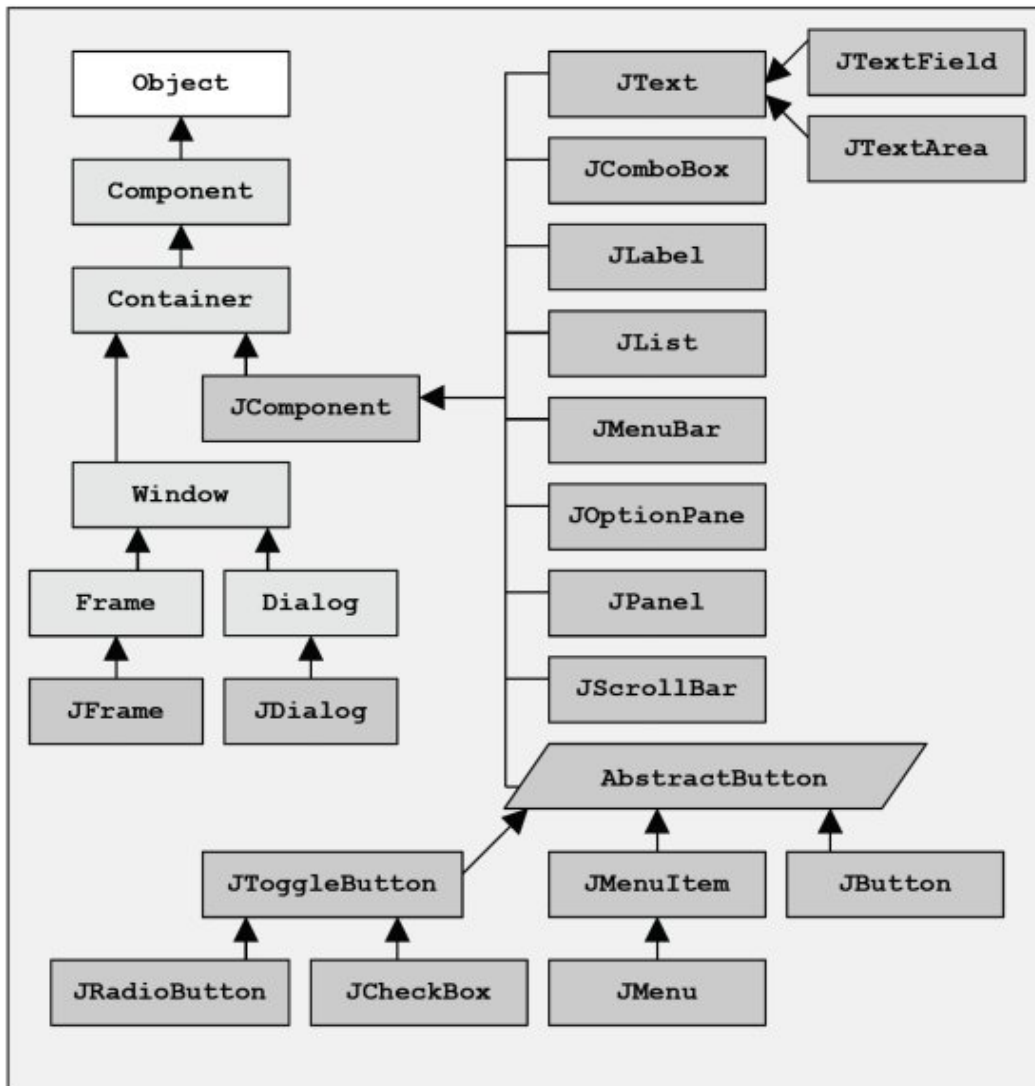 Object
Component
Container
JComponent
Window
Frame
Dialog
JFrame
JDialog
JText
JTextField
JTextArea
JComboBox
JLabel
JList
JMenuBar
JOptionPane
JPanel
JScrollBar
AbstractButton
JToggleButton
JMenuItem
JButton
JRadioButton
JCheckBox
JMenu